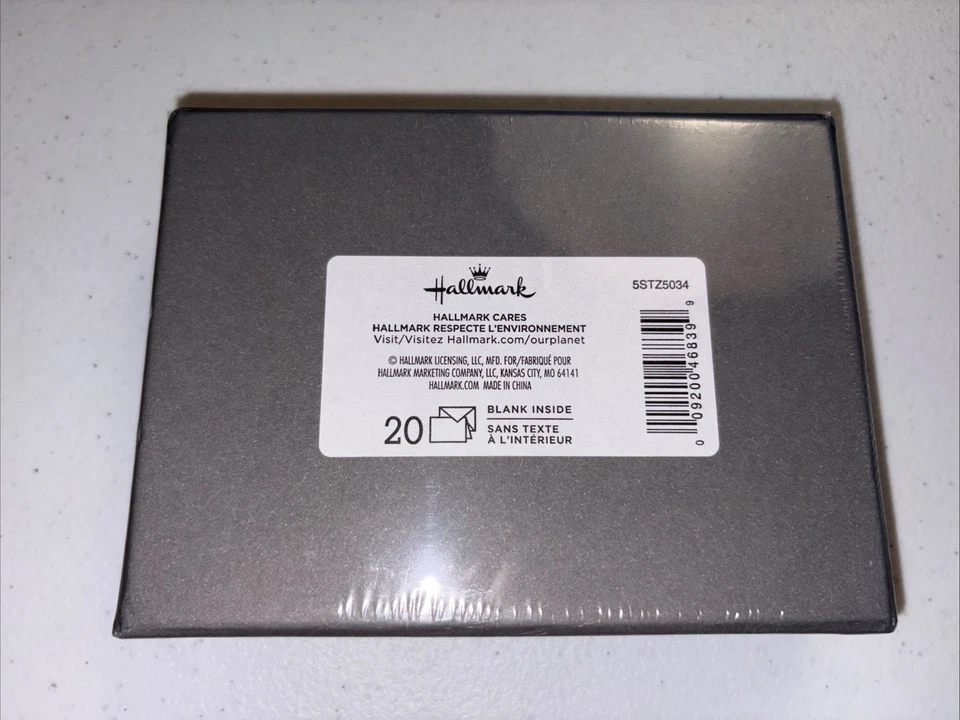 Hallmark
5STZ5034
HALLMARK CARES
HALLMARK RESPECTE L'ENVIRONNEMENT
Visit/Visitez Hallmark.com/ourplanet
© HALLMARK LICENSING, LLC, MFD. FOR/FABRIQUÉ POUR
HALLMARK MARKETING COMPANY, LLC, KANSAS CITY, MO 64141
HALLMARK.COM MADE IN CHINA
20
BLANK INSIDE
SANS TEXTE
À L'INTÉRIEUR
0 09200 46839 9